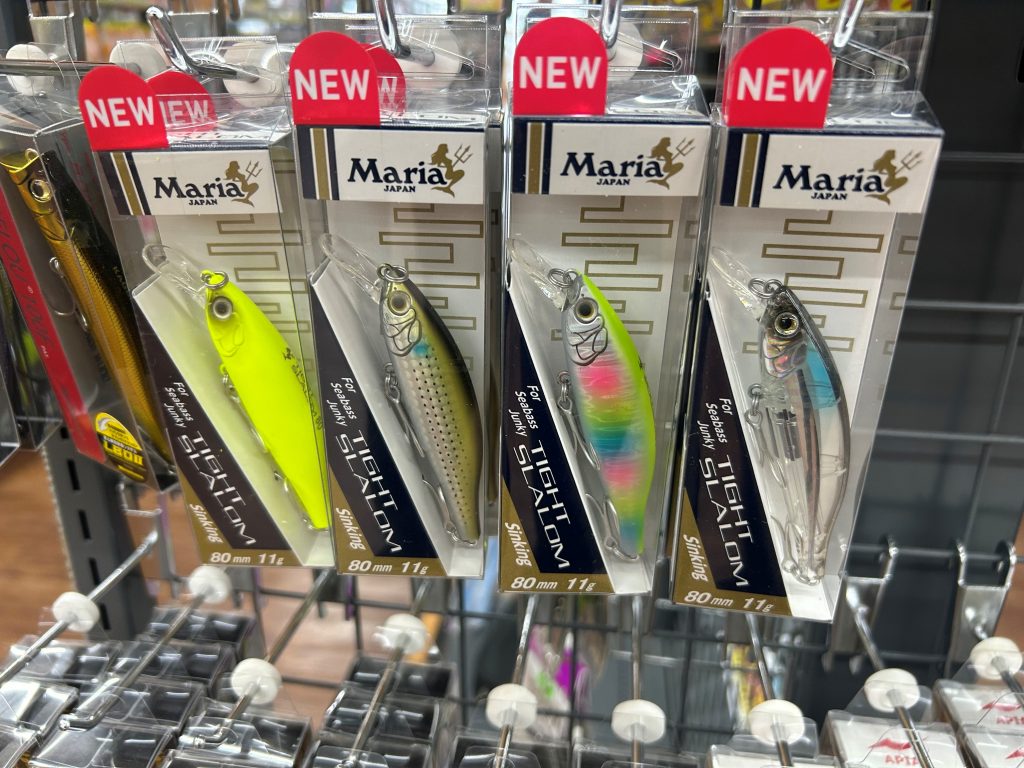 NEW
NEW
Maria
JAPAN
For
Seabass
Junky
TIGHT
SLALOM
Sinking
80mm 11g
NEW
Maria
JAPAN
For
Seabass
Junky
TIGHT
SLALOM
Sinking
80mm 11g
NEW
Maria
JAPAN
For
Seabass
Junky
TIGHT
SLALOM
Sinking
80mm 11g
NEW
Maria
JAPAN
For
Seabass
Junky
TIGHT
SLALOM
Sinking
80mm 11g
APIA